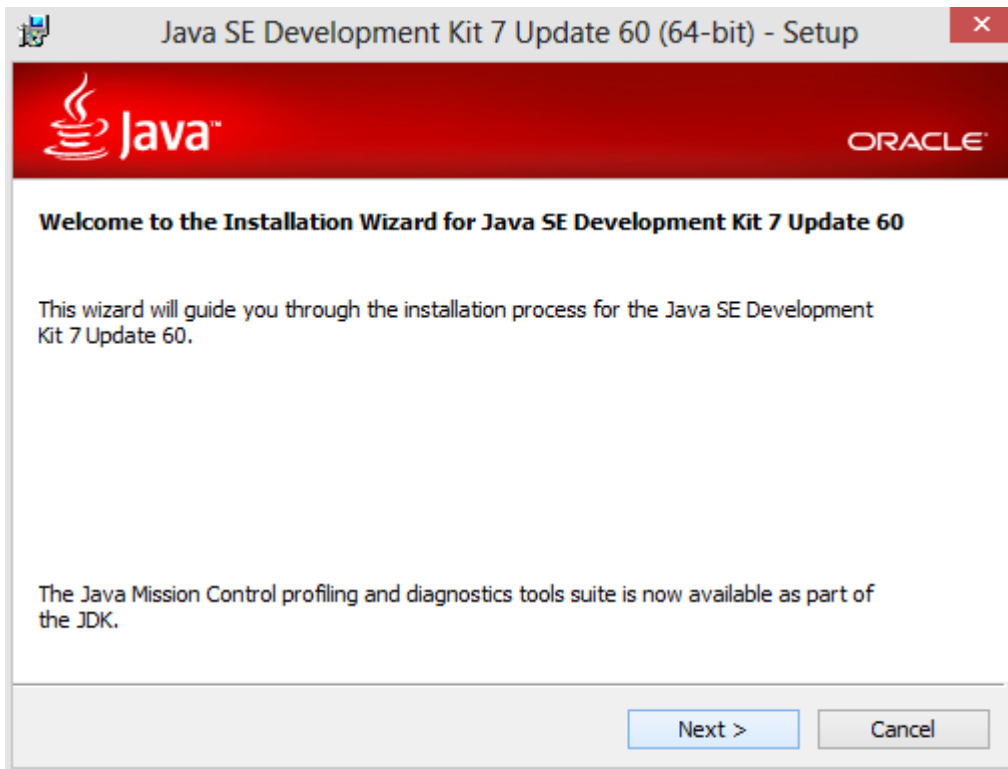 Java SE Development Kit 7 Update 60 (64-bit) - Setup
Java™
ORACLE®
Welcome to the Installation Wizard for Java SE Development Kit 7 Update 60
This wizard will guide you through the installation process for the Java SE Development
Kit 7 Update 60.
The Java Mission Control profiling and diagnostics tools suite is now available as part of
the JDK.
Next >
Cancel